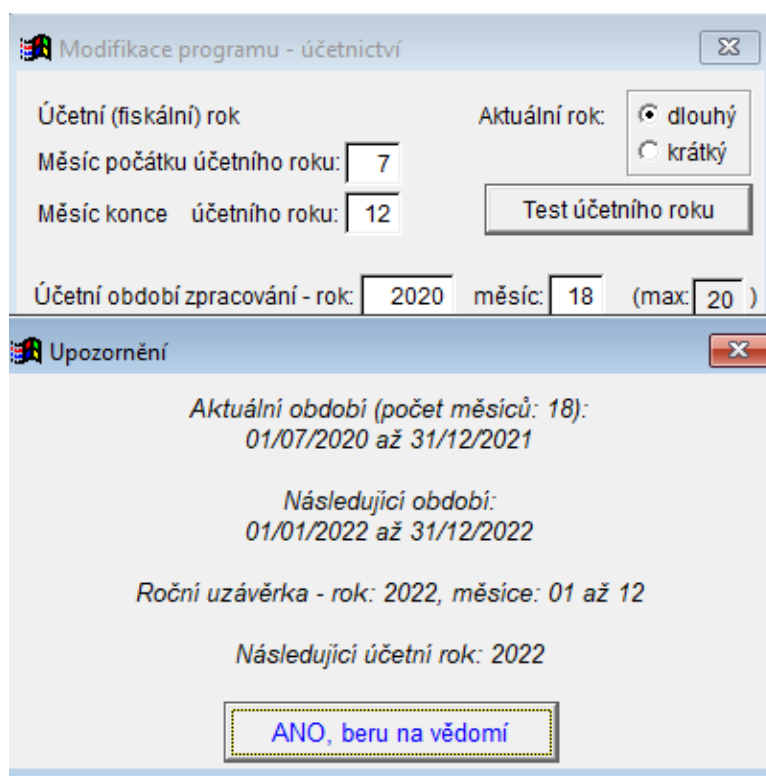 Modifikace programu - účetnictví
Účetní (fiskální) rok
Aktuální rok:
dlouhý
krátký
Měsíc počátku účetního roku: 7
Měsíc konce účetního roku: 12
Test účetního roku
Účetní období zpracování - rok: 2020 měsíc: 18 (max: 20 )
Upozornění
Aktuální období (počet měsíců: 18):
01/07/2020 až 31/12/2021
Následující období:
01/01/2022 až 31/12/2022
Roční uzávěrka - rok: 2022, měsíce: 01 až 12
Následující účetní rok: 2022
ANO, beru na vědomí